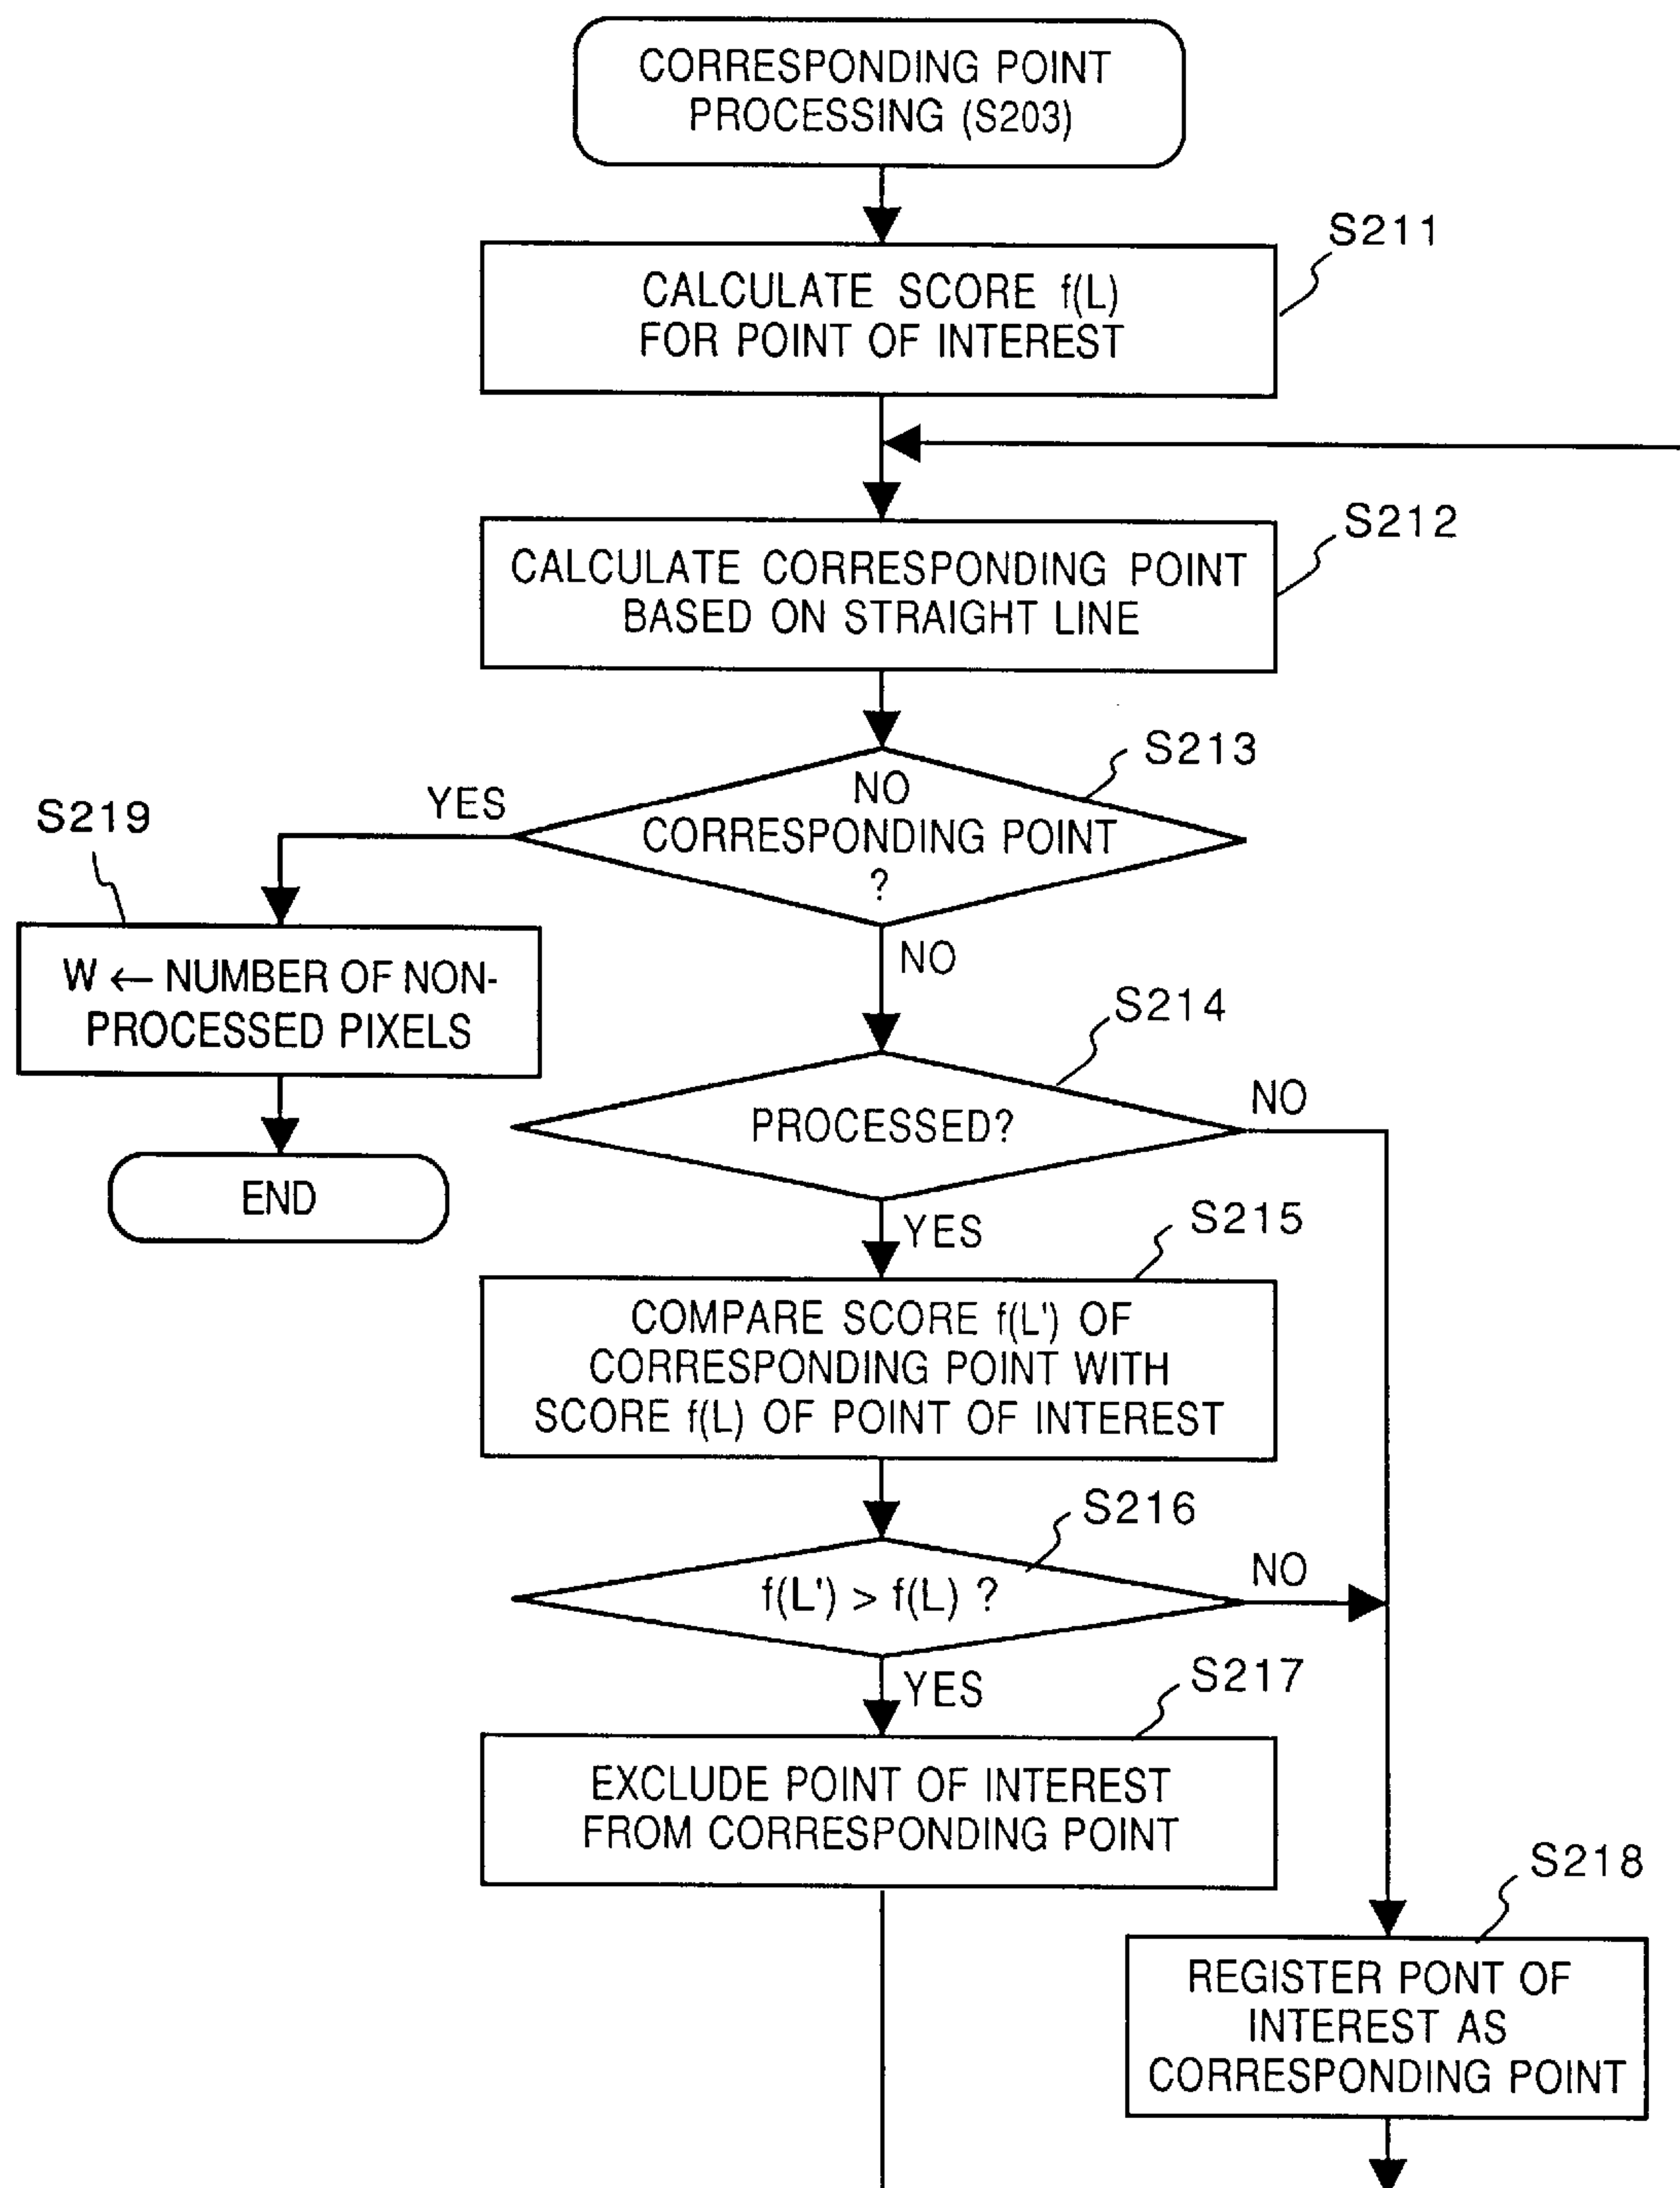 CORRESPONDING POINT
PROCESSING (S203)
S211
CALCULATE SCORE f(L)
FOR POINT OF INTEREST
S212
CALCULATE CORRESPONDING POINT
BASED ON STRAIGHT LINE
S213
NO
CORRESPONDING POINT
?
YES
S219
NO
W ← NUMBER OF NON-
PROCESSED PIXELS
END
S214
PROCESSED?
NO
YES
S215
COMPARE SCORE f(L') OF
CORRESPONDING POINT WITH
SCORE f(L) OF POINT OF INTEREST
S216
f(L') > f(L) ?
NO
YES
S217
EXCLUDE POINT OF INTEREST
FROM CORRESPONDING POINT
S218
REGISTER PONT OF
INTEREST AS
CORRESPONDING POINT